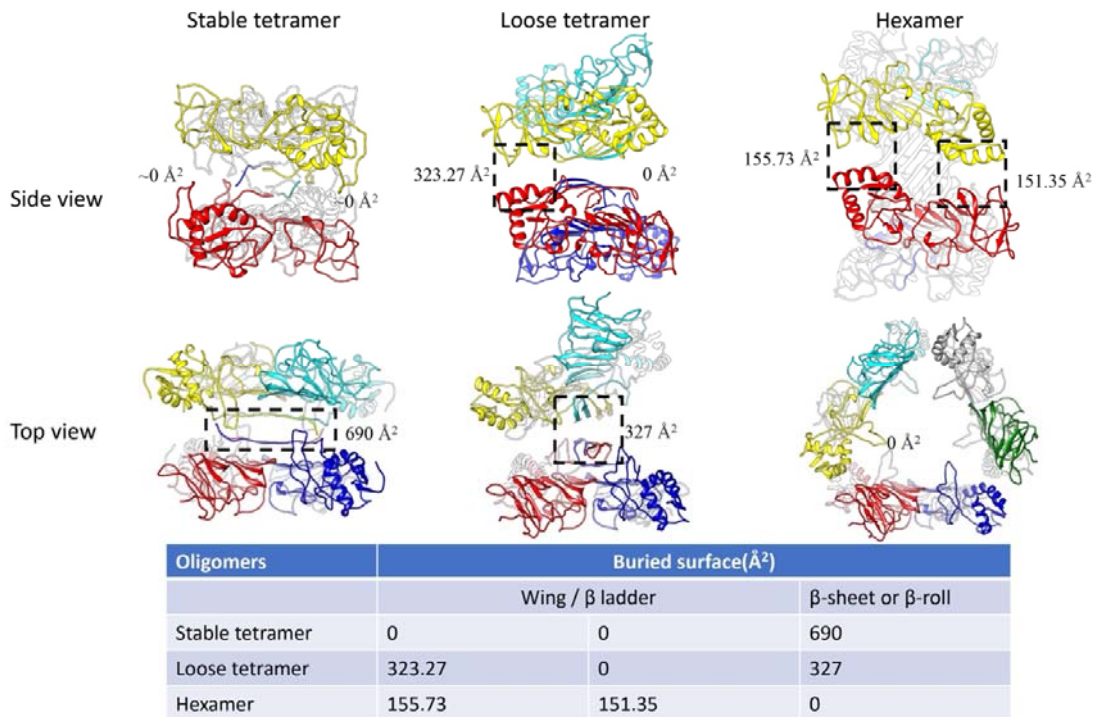 Stable tetramer Loose tetramer Hexamer
Side view
~0 Å² ~0 Å² 323.27 Å² 0 Å² 155.73 Å² 151.35 Å²
Top view
690 Å² 327 Å² 0 Å²
Oligomers Buried surface(Å²)
Wing / β ladder β-sheet or β-roll
Stable tetramer 0 0 690
Loose tetramer 323.27 0 327
Hexamer 155.73 151.35 0